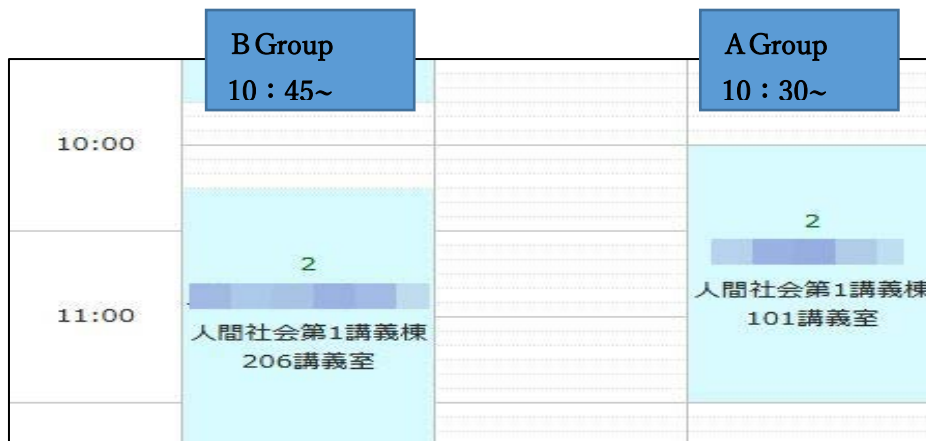 B Group
10：45~
A Group
10：30~
10:00
11:00
2
人間社会第1講義棟
206講義室
2
人間社会第1講義棟
101講義室